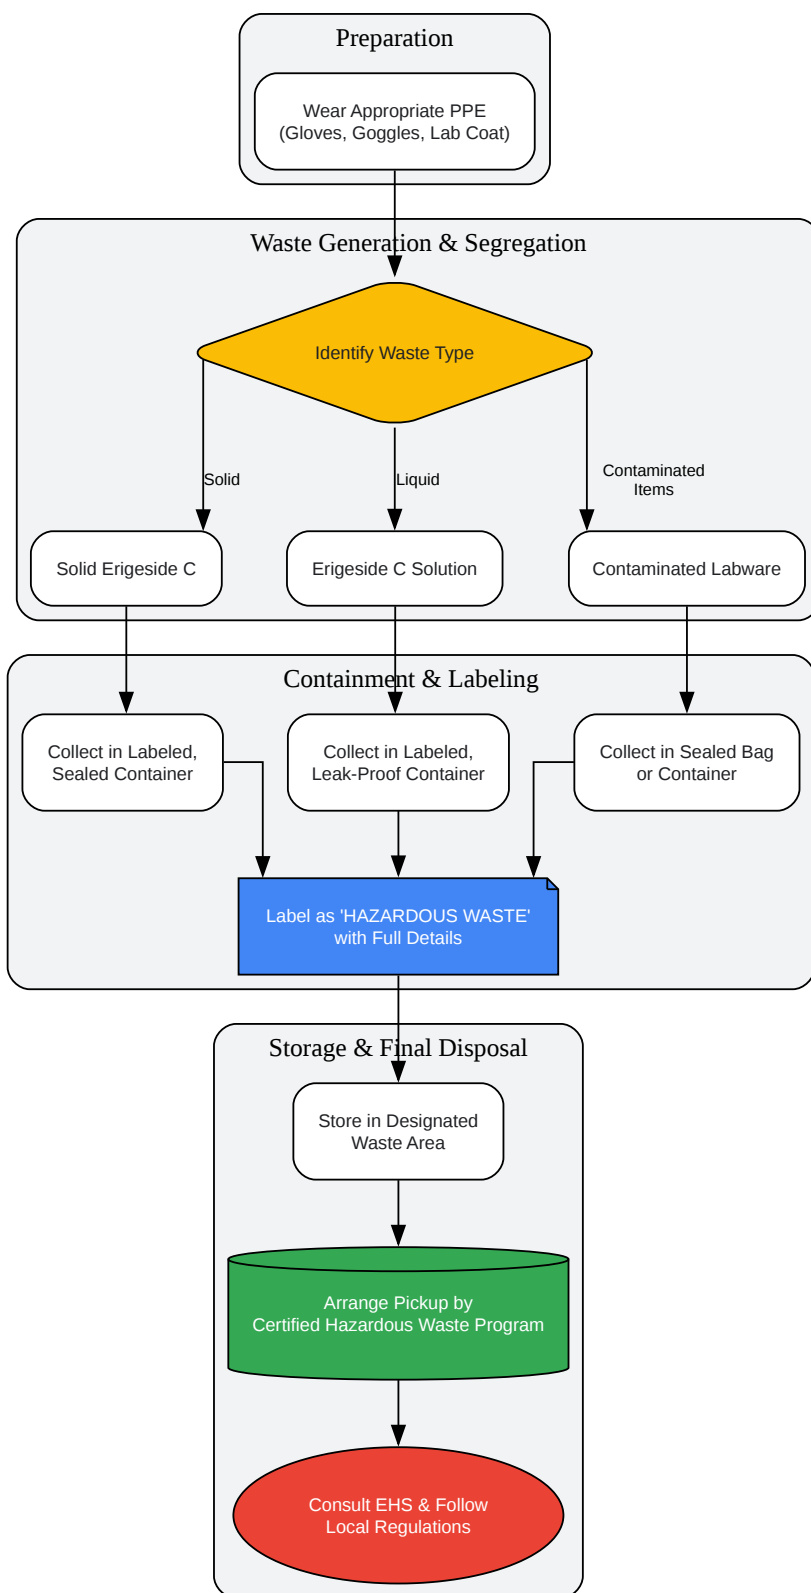 Preparation
Wear Appropriate PPE
(Gloves, Goggles, Lab Coat)
Waste Generation & Segregation
Identify Waste Type
Solid
Liquid
Contaminated
Items
Solid Erigeside C
Erigeside C Solution
Contaminated Labware
Containment & Labeling
Collect in Labeled,
Sealed Container
Collect in Labeled,
Leak-Proof Container
Collect in Sealed Bag
or Container
Label as 'HAZARDOUS WASTE'
with Full Details
Storage & Final Disposal
Store in Designated
Waste Area
Arrange Pickup by
Certified Hazardous Waste Program
Consult EHS & Follow
Local Regulations